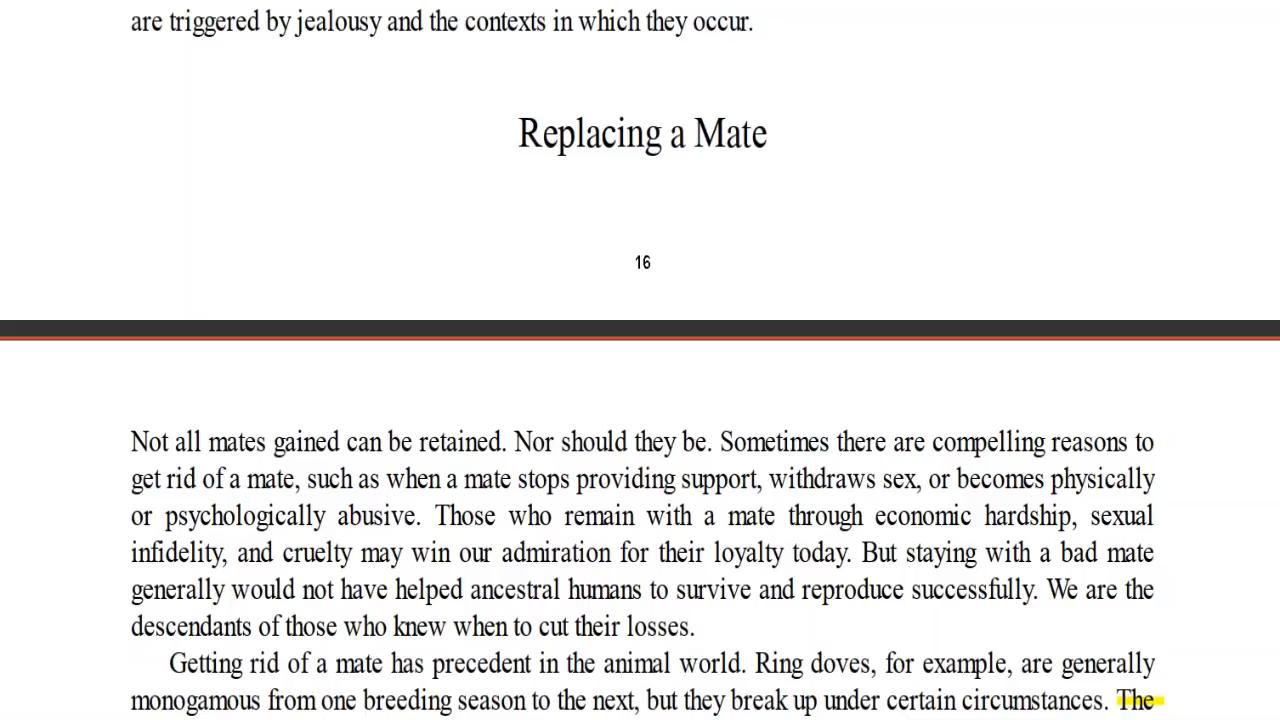 are triggered by jealousy and the contexts in which they occur.
Replacing a Mate
16
Not all mates gained can be retained. Nor should they be. Sometimes there are compelling reasons to
get rid of a mate, such as when a mate stops providing support, withdraws sex, or becomes physically
or psychologically abusive. Those who remain with a mate through economic hardship, sexual
infidelity, and cruelty may win our admiration for their loyalty today. But staying with a bad mate
generally would not have helped ancestral humans to survive and reproduce successfully. We are the
descendants of those who knew when to cut their losses.
Getting rid of a mate has precedent in the animal world. Ring doves, for example, are generally
monogamous from one breeding season to the next, but they break up under certain circumstances. The